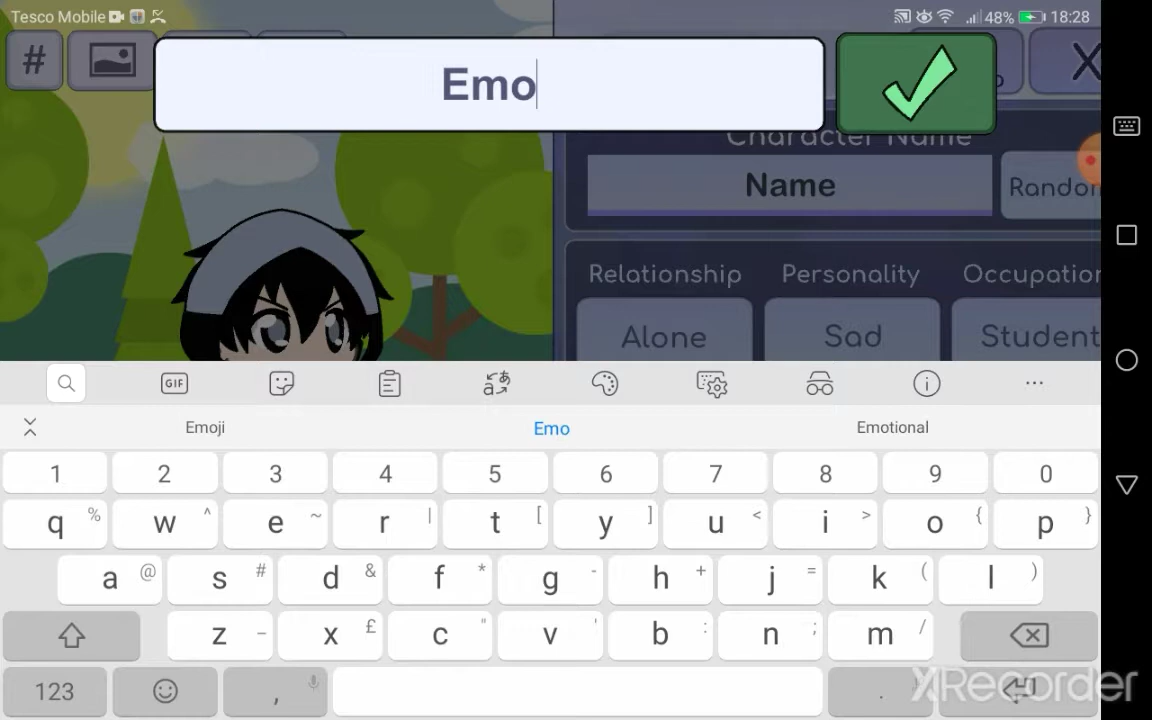 Tesco Mobile 48% 18:28
# Emo X
Character Name
Name Random
Relationship Personality Occupation
Alone Sad Student
GIF
Emoji Emo Emotional
1 2 3 4 5 6 7 8 9 0
q % w ^ e ~ r | t [ y ] u < i > o { p }
a @ s # d & f * g - h + j = k ( l )
z _ x £ c " v ' b : n ; m /
123 , .
XRecorder